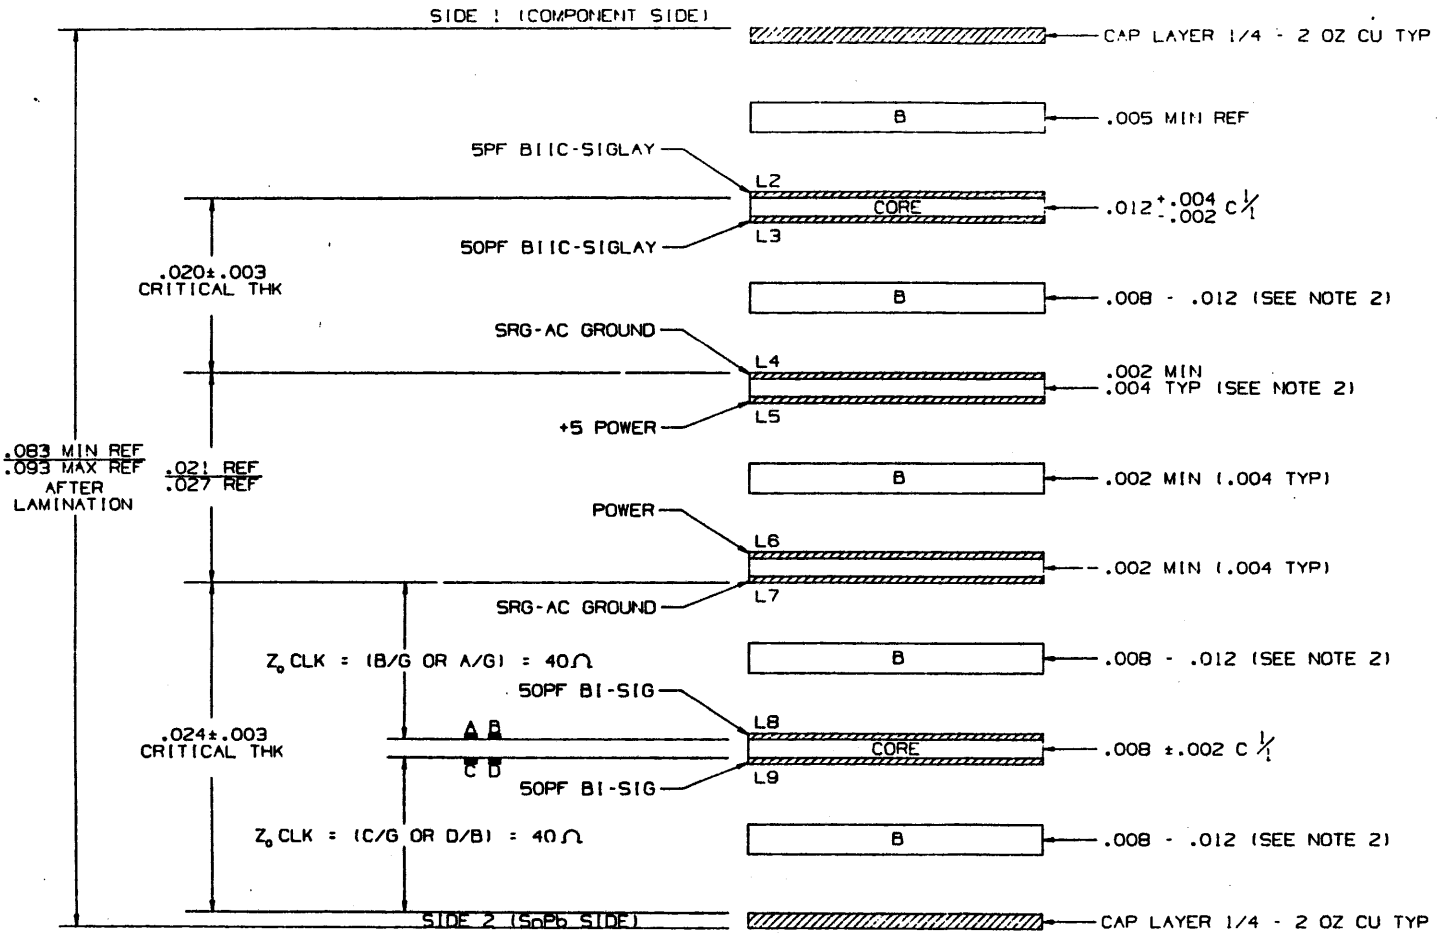 SIDE 1 (COMPONENT SIDE)
CAP LAYER 1/4 - 2 OZ CU TYP
B
.005 MIN REF
5PF BIIC-SIGLAY
L2
CORE
.012 +.004 -.002 C 1/1
L3
50PF BIIC-SIGLAY
.020±.003
CRITICAL THK
B
.008 - .012 (SEE NOTE 2)
SRG-AC GROUND
L4
.002 MIN
.004 TYP (SEE NOTE 2)
L5
+5 POWER
.083 MIN REF
.093 MAX REF
AFTER
LAMINATION
.021 REF
.027 REF
B
.002 MIN (.004 TYP)
POWER
L6
.002 MIN (.004 TYP)
L7
SRG-AC GROUND
Zo CLK = (B/G OR A/G) = 40Ω
B
.008 - .012 (SEE NOTE 2)
50PF BI-SIG
L8
.024±.003
CRITICAL THK
A B
C D
CORE
.008 ±.002 C 1/1
L9
50PF BI-SIG
Zo CLK = (C/G OR D/B) = 40Ω
B
.008 - .012 (SEE NOTE 2)
SIDE 2 (SnPb SIDE)
CAP LAYER 1/4 - 2 OZ CU TYP